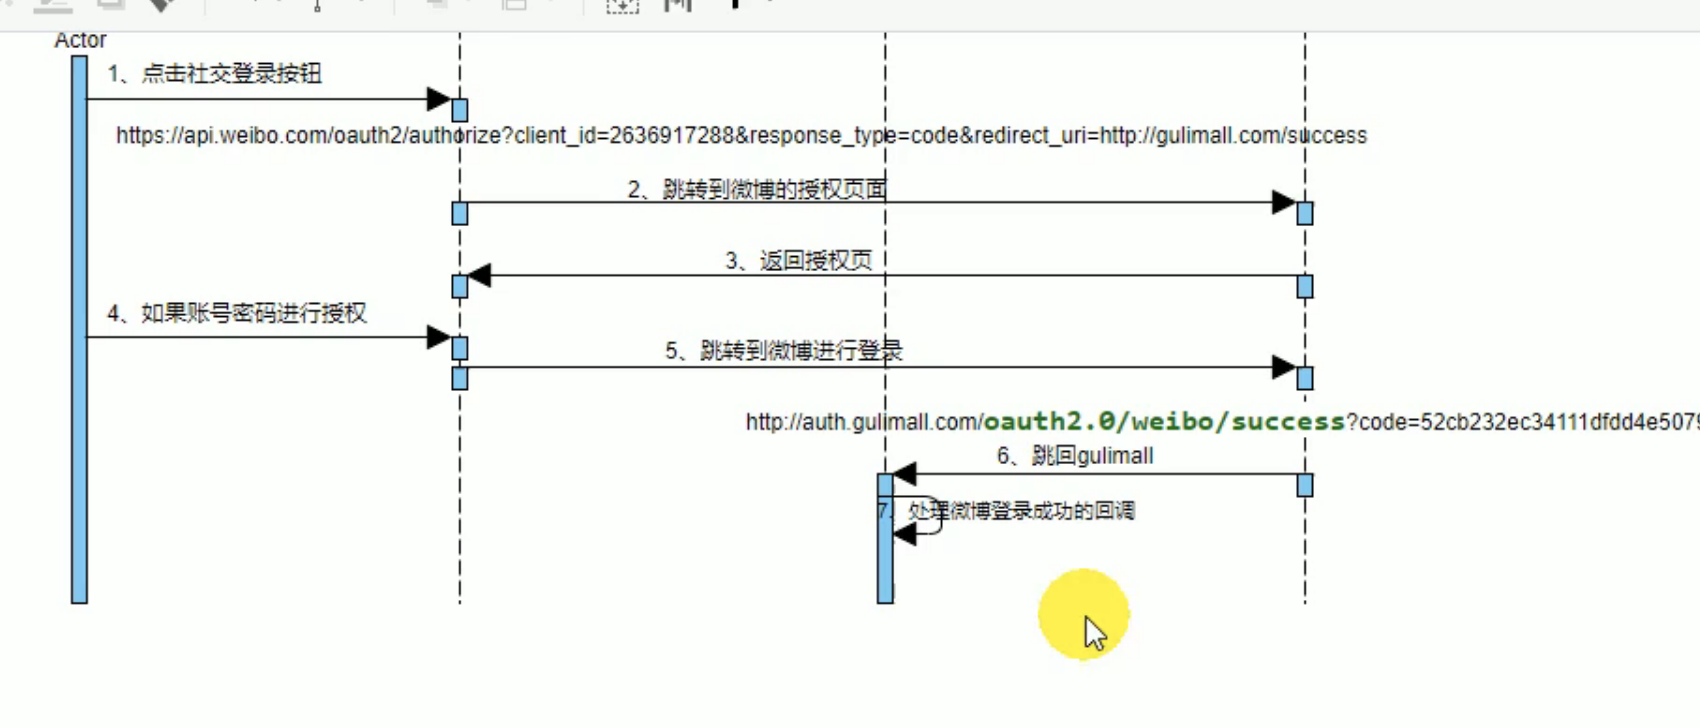 Actor
1、点击社交登录按钮
https://api.weibo.com/oauth2/authorize?client_id=2636917288&response_type=code&redirect_uri=http://gulimall.com/success
2、跳转到微博的授权页面
3、返回授权页
4、如果账号密码进行授权
5、跳转到微博进行登录
http://auth.gulimall.com/oauth2.0/weibo/success?code=52cb232ec34111dfdd4e5079
6、跳回gulimall
7、处理微博登录成功的回调